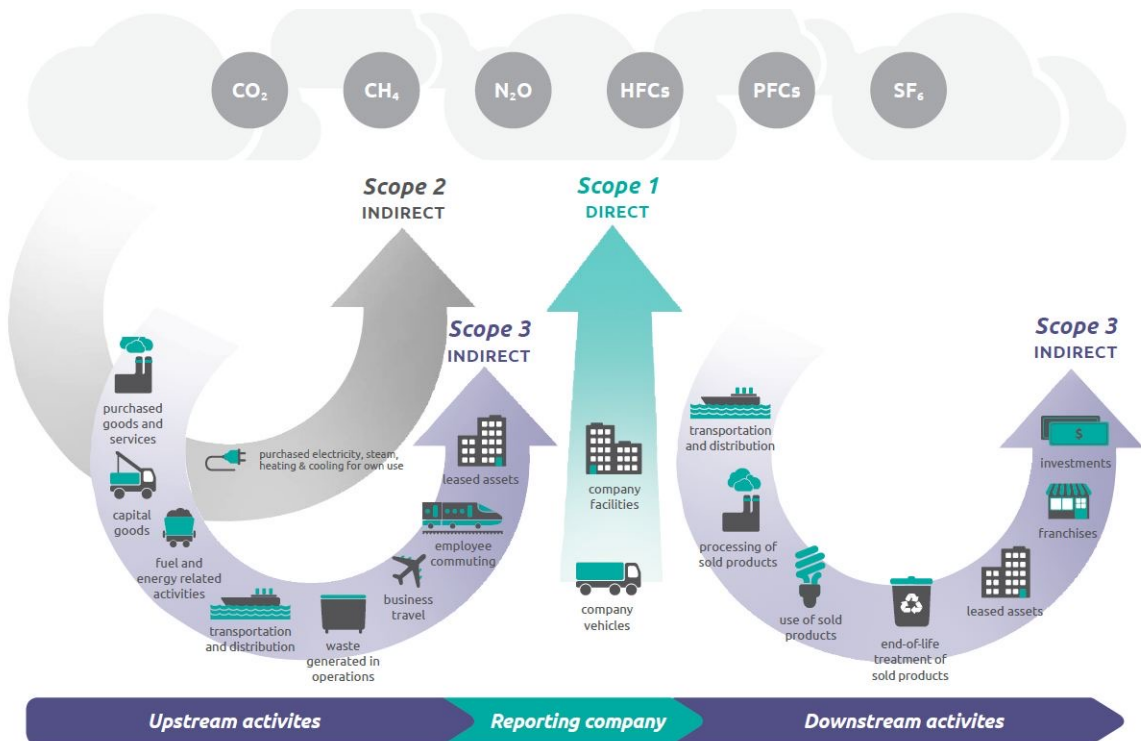 CO₂
CH₄
N₂O
HFCs
PFCs
SF₆
Scope 2
INDIRECT
Scope 1
DIRECT
Scope 3
INDIRECT
Scope 3
INDIRECT
purchased
goods and
services
capital
goods
fuel and
energy related
activities
purchased electricity, steam,
heating & cooling for own use
transportation
and distribution
waste
generated in
operations
business
travel
employee
commuting
leased assets
company
facilities
company
vehicles
transportation
and distribution
processing of
sold products
use of sold
products
end-of-life
treatment of
sold products
leased assets
franchises
$
investments
Upstream activites
Reporting company
Downstream activites